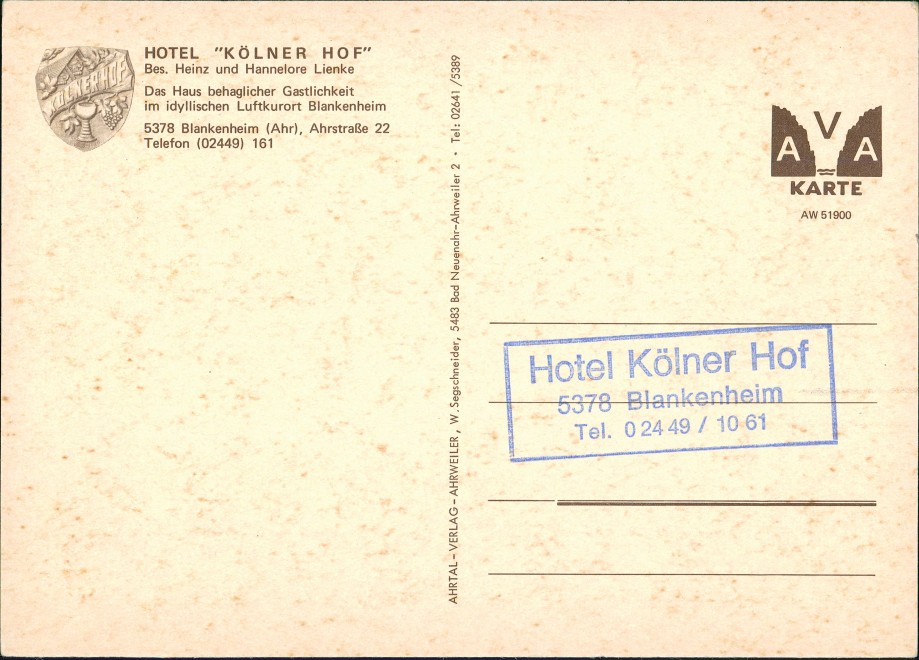 KÖLNERHOF
HOTEL "KÖLNER HOF"
Bes. Heinz und Hannelore Lienke
Das Haus behaglicher Gastlichkeit
im idyllischen Luftkurort Blankenheim
5378 Blankenheim (Ahr), Ahrstraße 22
Telefon (02449) 161
AHRTAL-VERLAG - AHRWEILER, W. Segschneider, 5483 Bad Neuenahr-Ahrweiler 2 · Tel: 02641/5389
A V A
KARTE
AW 51900
Hotel Kölner Hof
5378 Blankenheim
Tel. 0 24 49 / 10 61